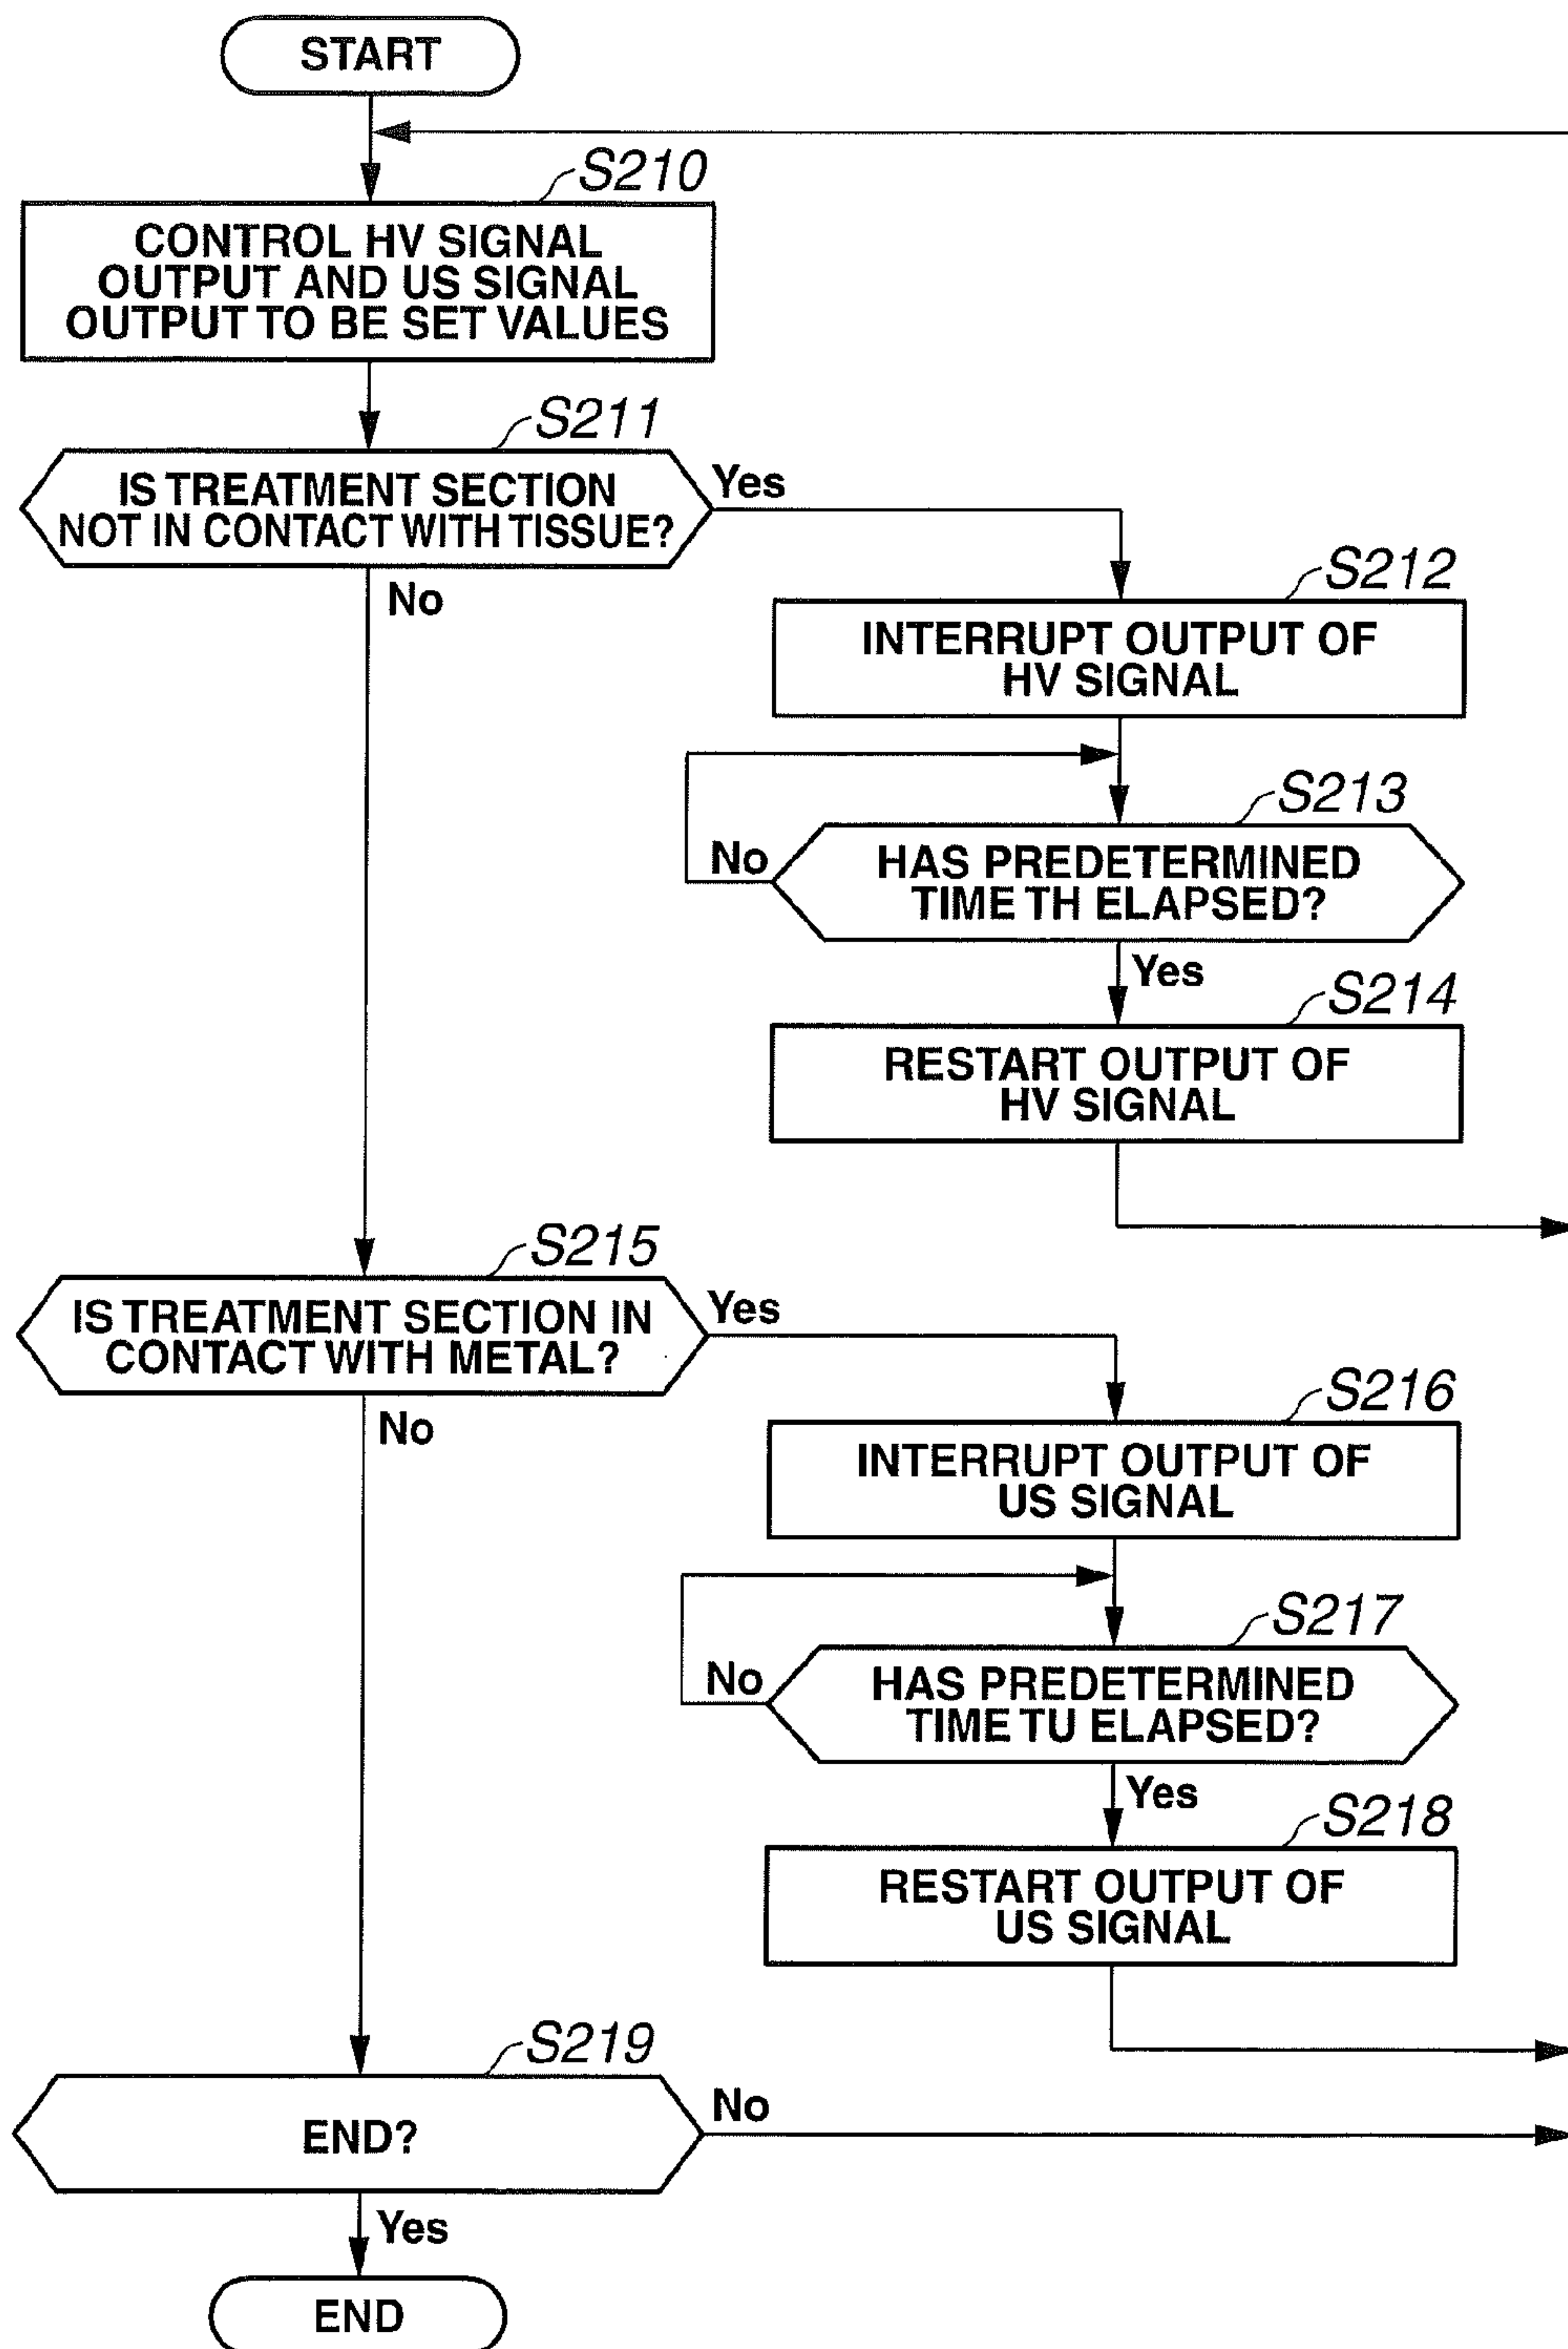 START
S210
CONTROL HV SIGNAL
OUTPUT AND US SIGNAL
OUTPUT TO BE SET VALUES
S211
IS TREATMENT SECTION
NOT IN CONTACT WITH TISSUE?
Yes
No
S212
INTERRUPT OUTPUT OF
HV SIGNAL
S213
HAS PREDETERMINED
TIME TH ELAPSED?
No
Yes
S214
RESTART OUTPUT OF
HV SIGNAL
S215
IS TREATMENT SECTION IN
CONTACT WITH METAL?
Yes
No
S216
INTERRUPT OUTPUT OF
US SIGNAL
S217
HAS PREDETERMINED
TIME TU ELAPSED?
No
Yes
S218
RESTART OUTPUT OF
US SIGNAL
S219
END?
No
Yes
END